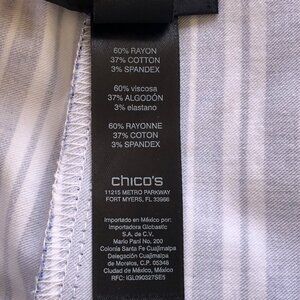 60% RAYON
37% COTTON
3% SPANDEX
60% viscosa
37% ALGODÓN
3% elastano
60% RAYONNE
37% COTON
3% SPANDEX
chico's
11215 METRO PARKWAY
FORT MYERS, FL 33966
Importado en México por:
Importadora Globastic
S.A. de C.V.
Mario Pani No. 200
Colonia Santa Fe Cuajimalpa
Delegación Cuajimalpa
de Morelos, C.P. 05348
Ciudad de México, México
RFC: IGL090327SE5